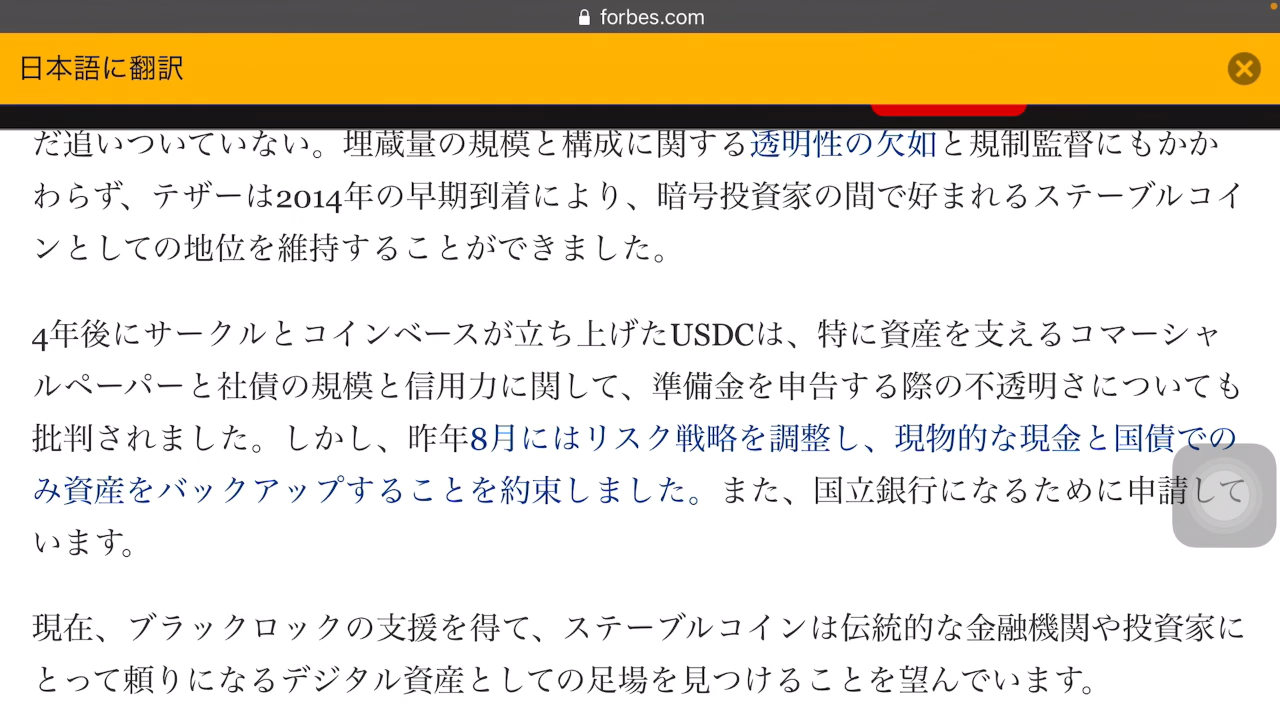 forbes.com
日本語に翻訳
だ追いついていない。埋蔵量の規模と構成に関する透明性の欠如と規制監督にもかか
わらず、テザーは2014年の早期到着により、暗号投資家の間で好まれるステーブルコイ
ンとしての地位を維持することができました。
4年後にサークルとコインベースが立ち上げたUSDCは、特に資産を支えるコマーシャ
ルペーパーと社債の規模と信用力に関して、準備金を申告する際の不透明さについても
批判されました。しかし、昨年8月にはリスク戦略を調整し、現物的な現金と国債での
み資産をバックアップすることを約束しました。また、国立銀行になるために申請して
います。
現在、ブラックロックの支援を得て、ステーブルコインは伝統的な金融機関や投資家に
とって頼りになるデジタル資産としての足場を見つけることを望んでいます。